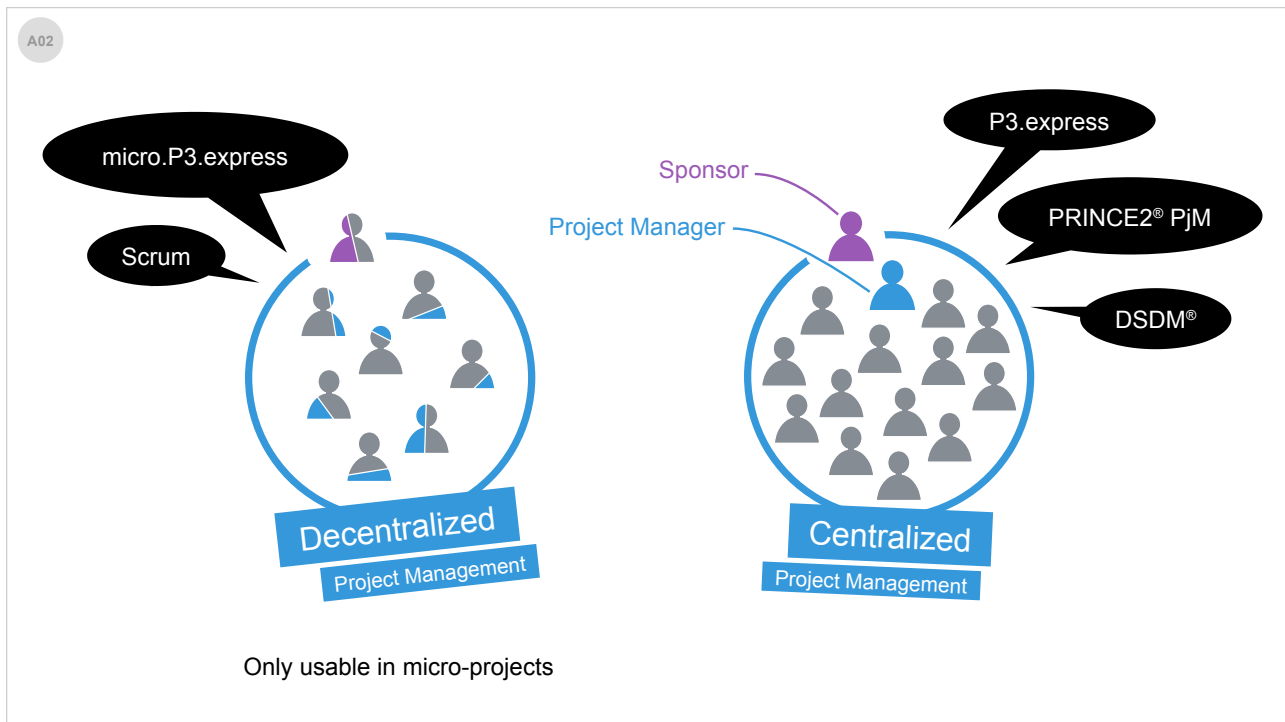 A02
micro.P3.express
Scrum
Decentralized
Project Management
Only usable in micro-projects
Sponsor
Project Manager
P3.express
PRINCE2® PjM
DSDM®
Centralized
Project Management